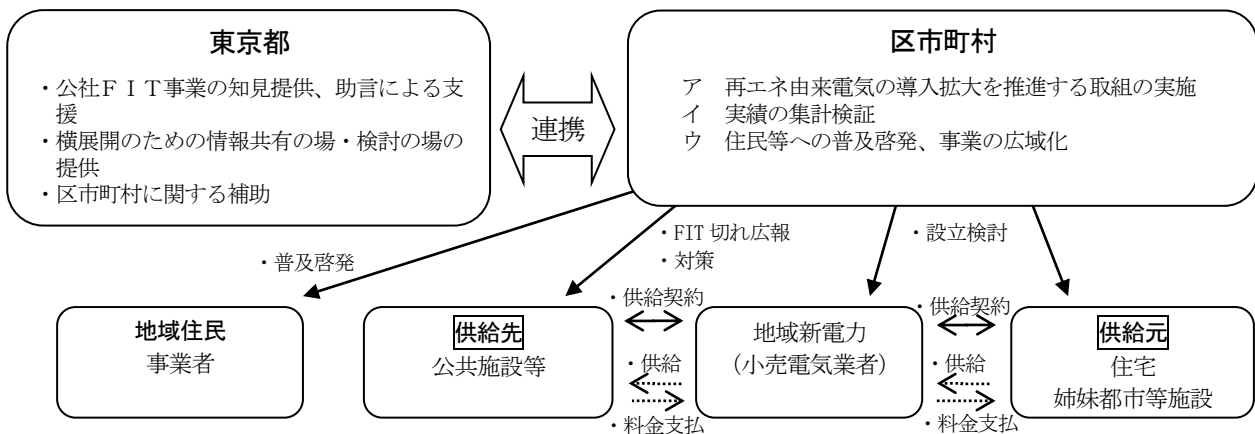 東京都
・公社ＦＩＴ事業の知見提供、助言による支
援
・横展開のための情報共有の場・検討の場の
提供
・区市町村に関する補助
連携
区市町村
ア　再エネ由来電気の導入拡大を推進する取組の実施
イ　実績の集計検証
ウ　住民等への普及啓発、事業の広域化
・普及啓発
・FIT 切れ広報
・対策
・設立検討
地域住民
事業者
供給先
公共施設等
・供給契約
・供給
・料金支払
地域新電力
（小売電気業者）
・供給契約
・供給
・料金支払
供給元
住宅
姉妹都市等施設